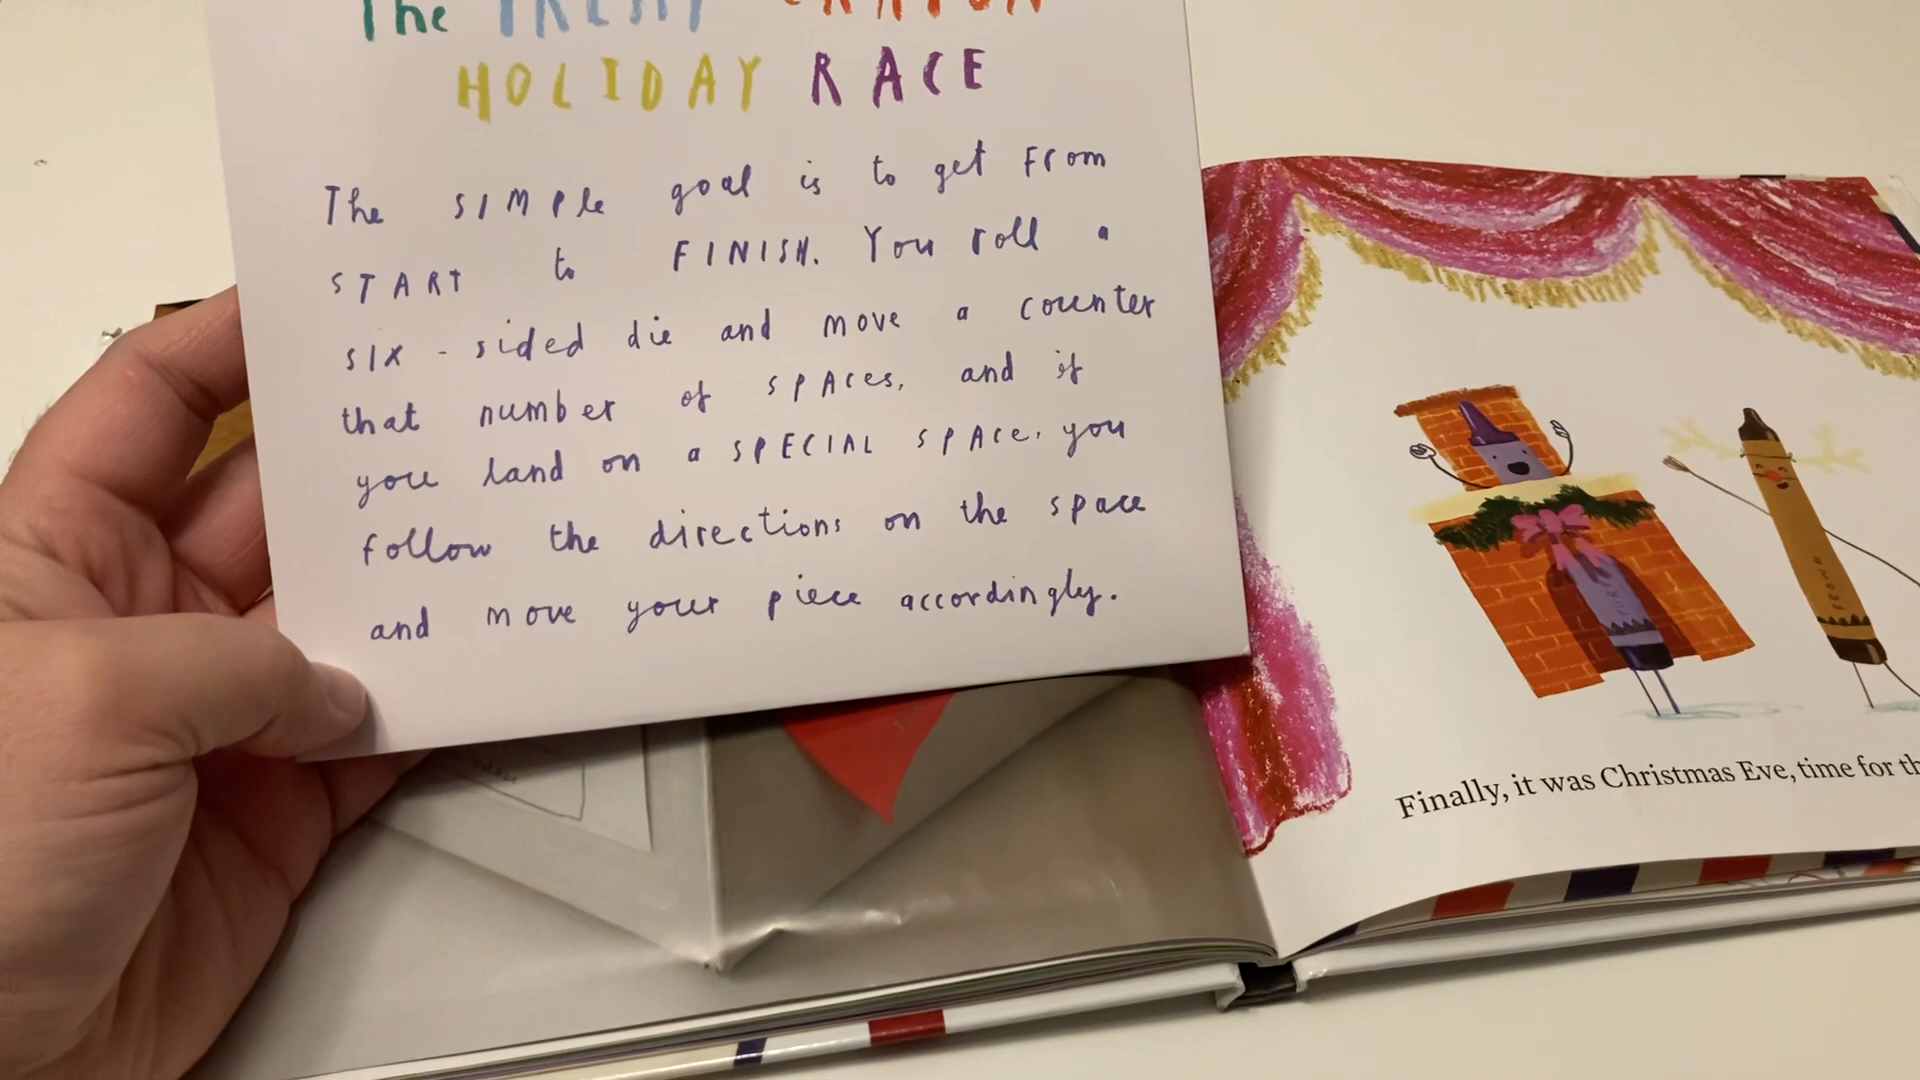 The
HOLIDAY RACE
The SIMPLe goal is to get From
START to FINISH. You roll a
six-sided die and move a counter
that number of SPAces, and if
you land on a SPECIAL SPAce, you
follow the directions on the space
and move your piece accordingly.
Finally, it was Christmas Eve, time for